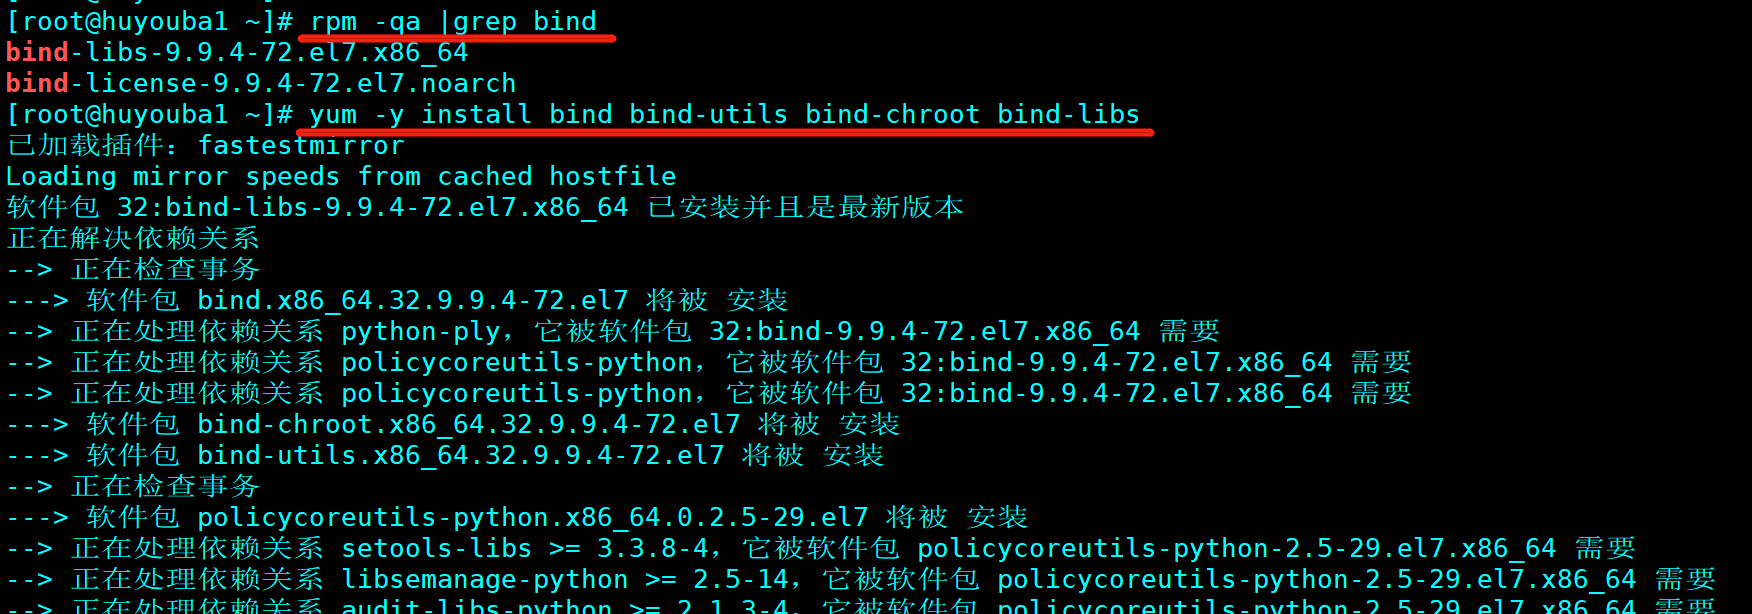 [root@huyouba1 ~]# rpm -qa |grep bind
bind-libs-9.9.4-72.el7.x86_64
bind-license-9.9.4-72.el7.noarch
[root@huyouba1 ~]# yum -y install bind bind-utils bind-chroot bind-libs
已加载插件：fastestmirror
Loading mirror speeds from cached hostfile
软件包 32:bind-libs-9.9.4-72.el7.x86_64 已安装并且是最新版本
正在解决依赖关系
--> 正在检查事务
---> 软件包 bind.x86_64.32.9.9.4-72.el7 将被 安装
--> 正在处理依赖关系 python-ply，它被软件包 32:bind-9.9.4-72.el7.x86_64 需要
--> 正在处理依赖关系 policycoreutils-python，它被软件包 32:bind-9.9.4-72.el7.x86_64 需要
--> 正在处理依赖关系 policycoreutils-python，它被软件包 32:bind-9.9.4-72.el7.x86_64 需要
---> 软件包 bind-chroot.x86_64.32.9.9.4-72.el7 将被 安装
---> 软件包 bind-utils.x86_64.32.9.9.4-72.el7 将被 安装
--> 正在检查事务
---> 软件包 policycoreutils-python.x86_64.0.2.5-29.el7 将被 安装
--> 正在处理依赖关系 setools-libs >= 3.3.8-4，它被软件包 policycoreutils-python-2.5-29.el7.x86_64 需要
--> 正在处理依赖关系 libsemanage-python >= 2.5-14，它被软件包 policycoreutils-python-2.5-29.el7.x86_64 需要
--> 正在处理依赖关系 audit-libs-python >= 2.1.3-4，它被软件包 policycoreutils-python-2.5-29.el7.x86_64 需要